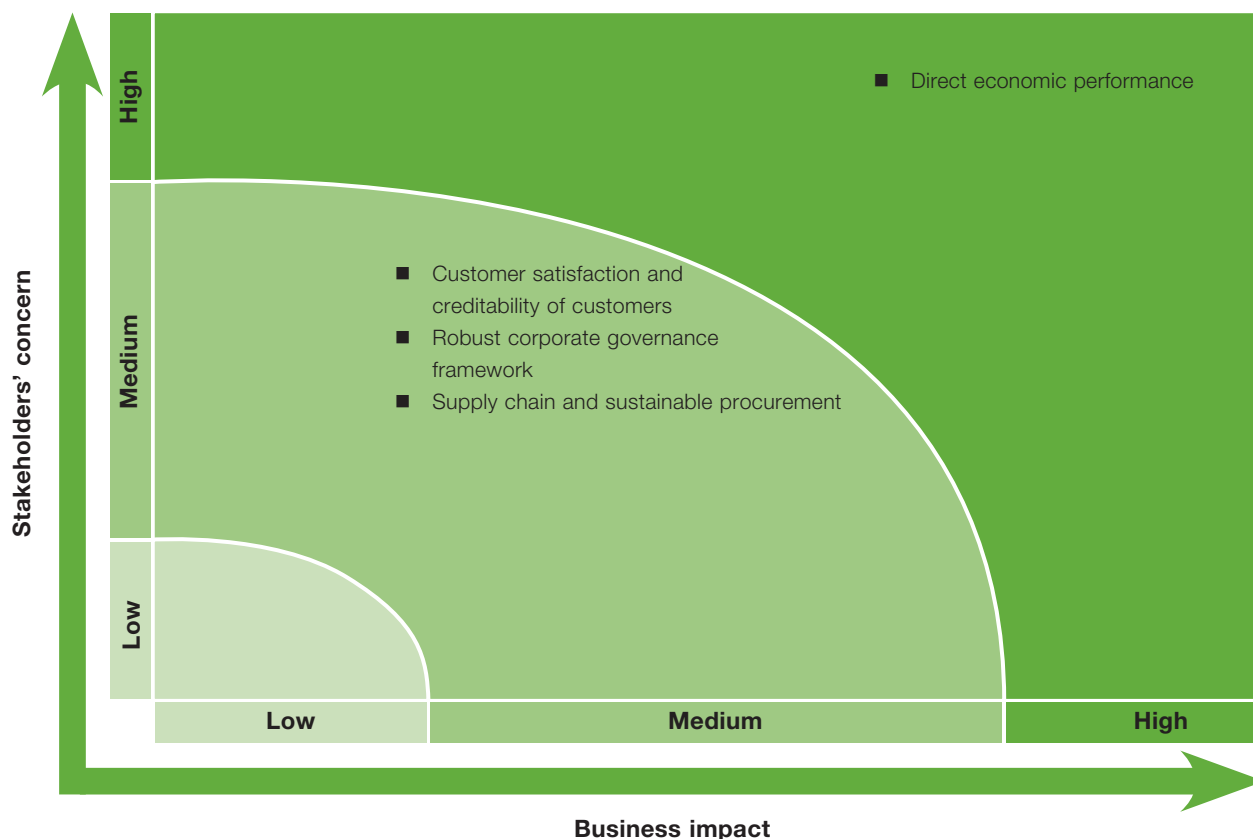 Stakeholders’ concern
High
Medium
Low
■ Direct economic performance
■ Customer satisfaction and
creditability of customers
■ Robust corporate governance
framework
■ Supply chain and sustainable procurement
Low
Medium
High
Business impact